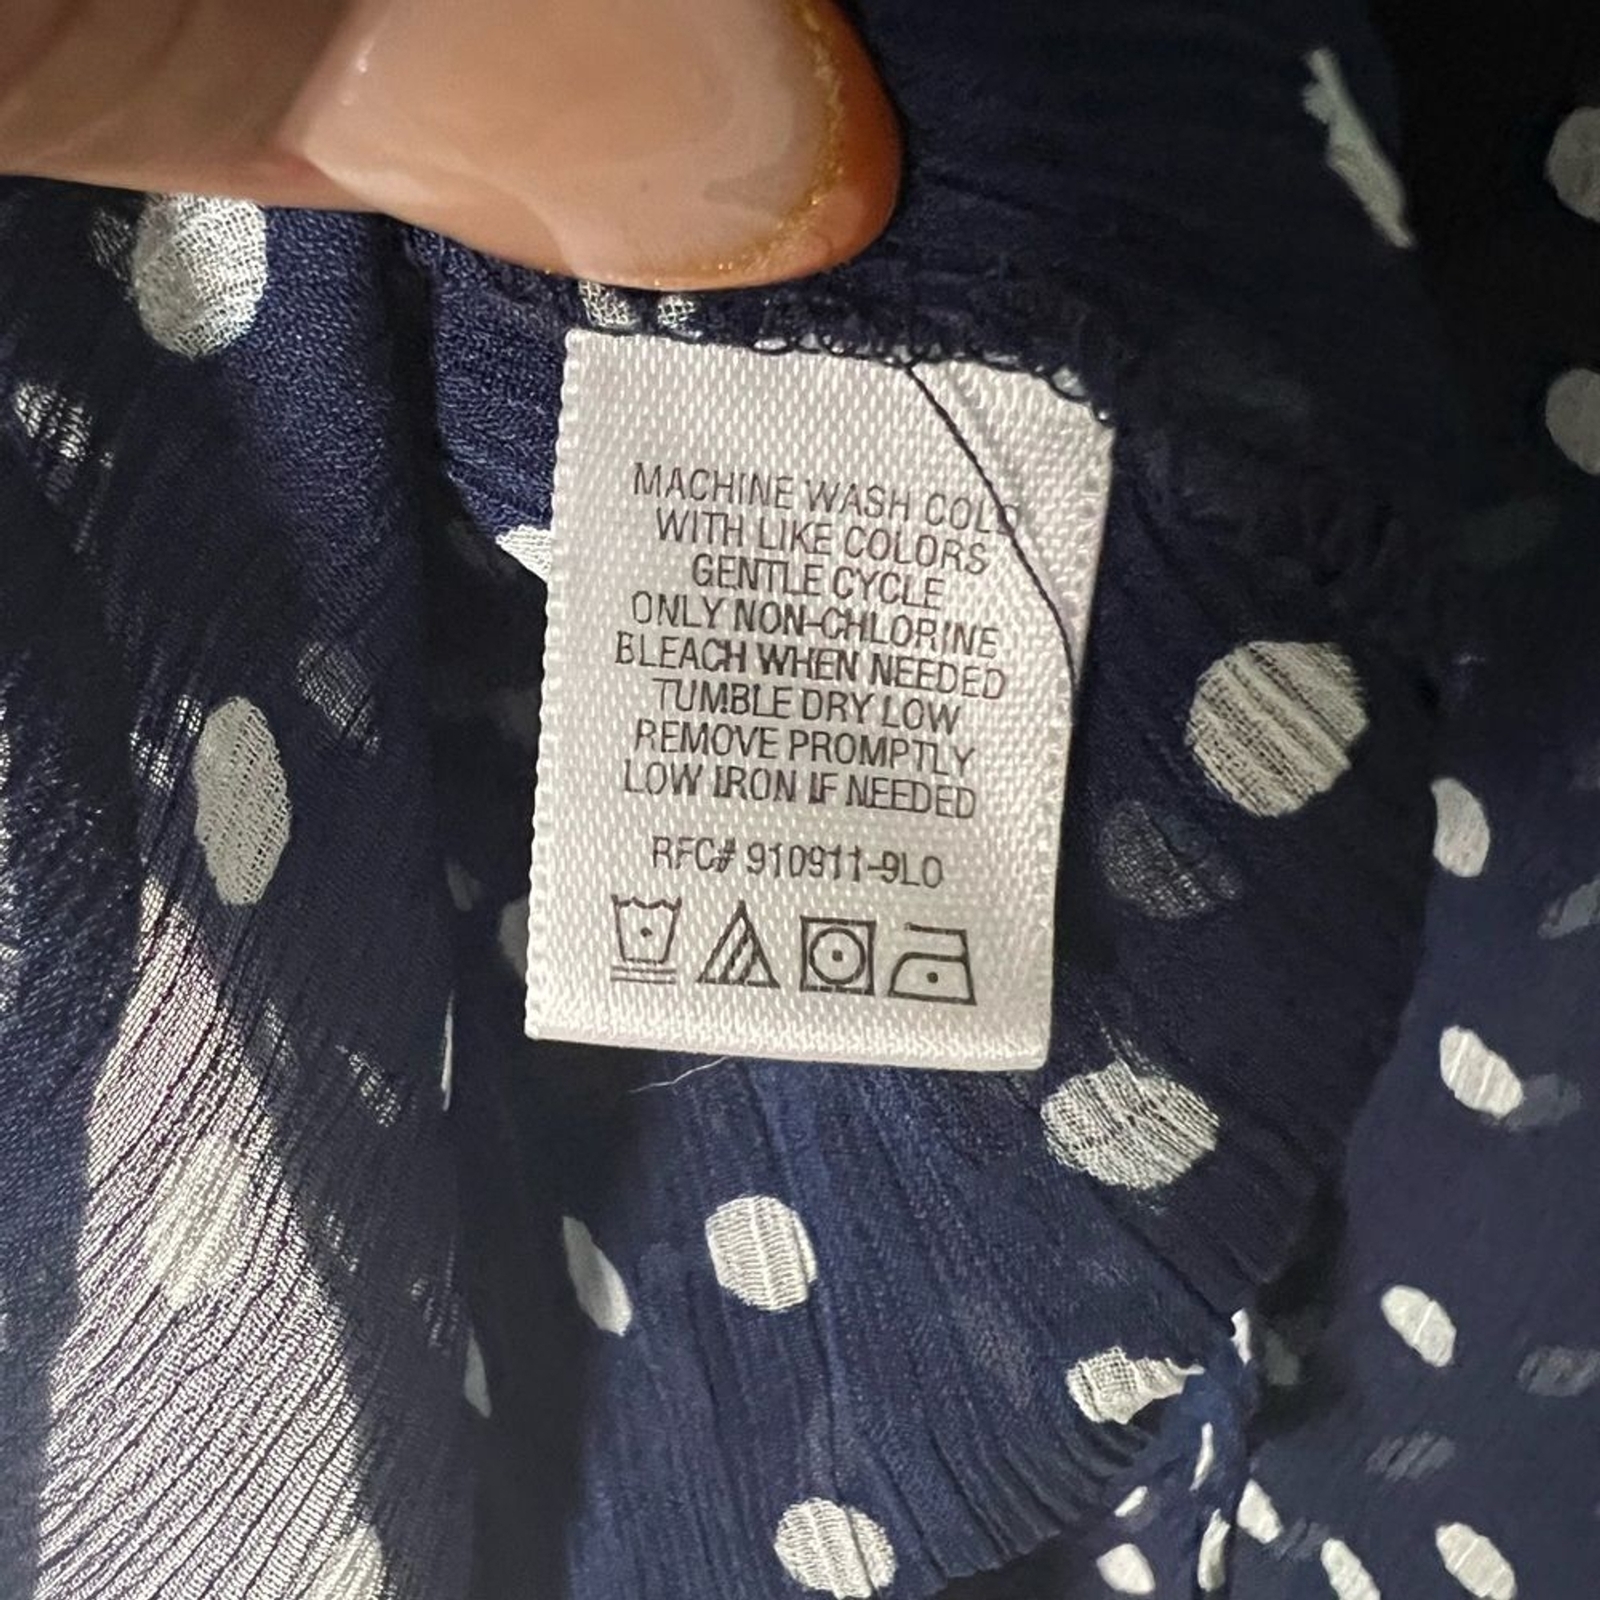 MACHINE WASH COLD
WITH LIKE COLORS
GENTLE CYCLE
ONLY NON-CHLORINE
BLEACH WHEN NEEDED
TUMBLE DRY LOW
REMOVE PROMPTLY
LOW IRON IF NEEDED
RFC# 910911-9LO